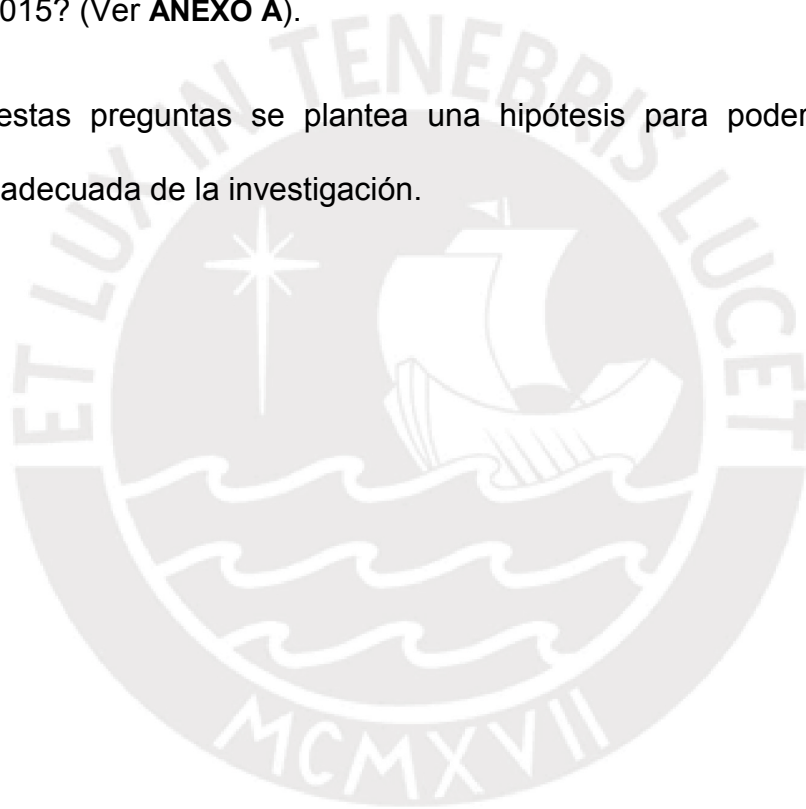 015? (Ver ANEXO A).
estas preguntas se plantea una hipótesis para poder
adecuada de la investigación.
ET LUX IN TENEBRIS LUCET
MCMXVII